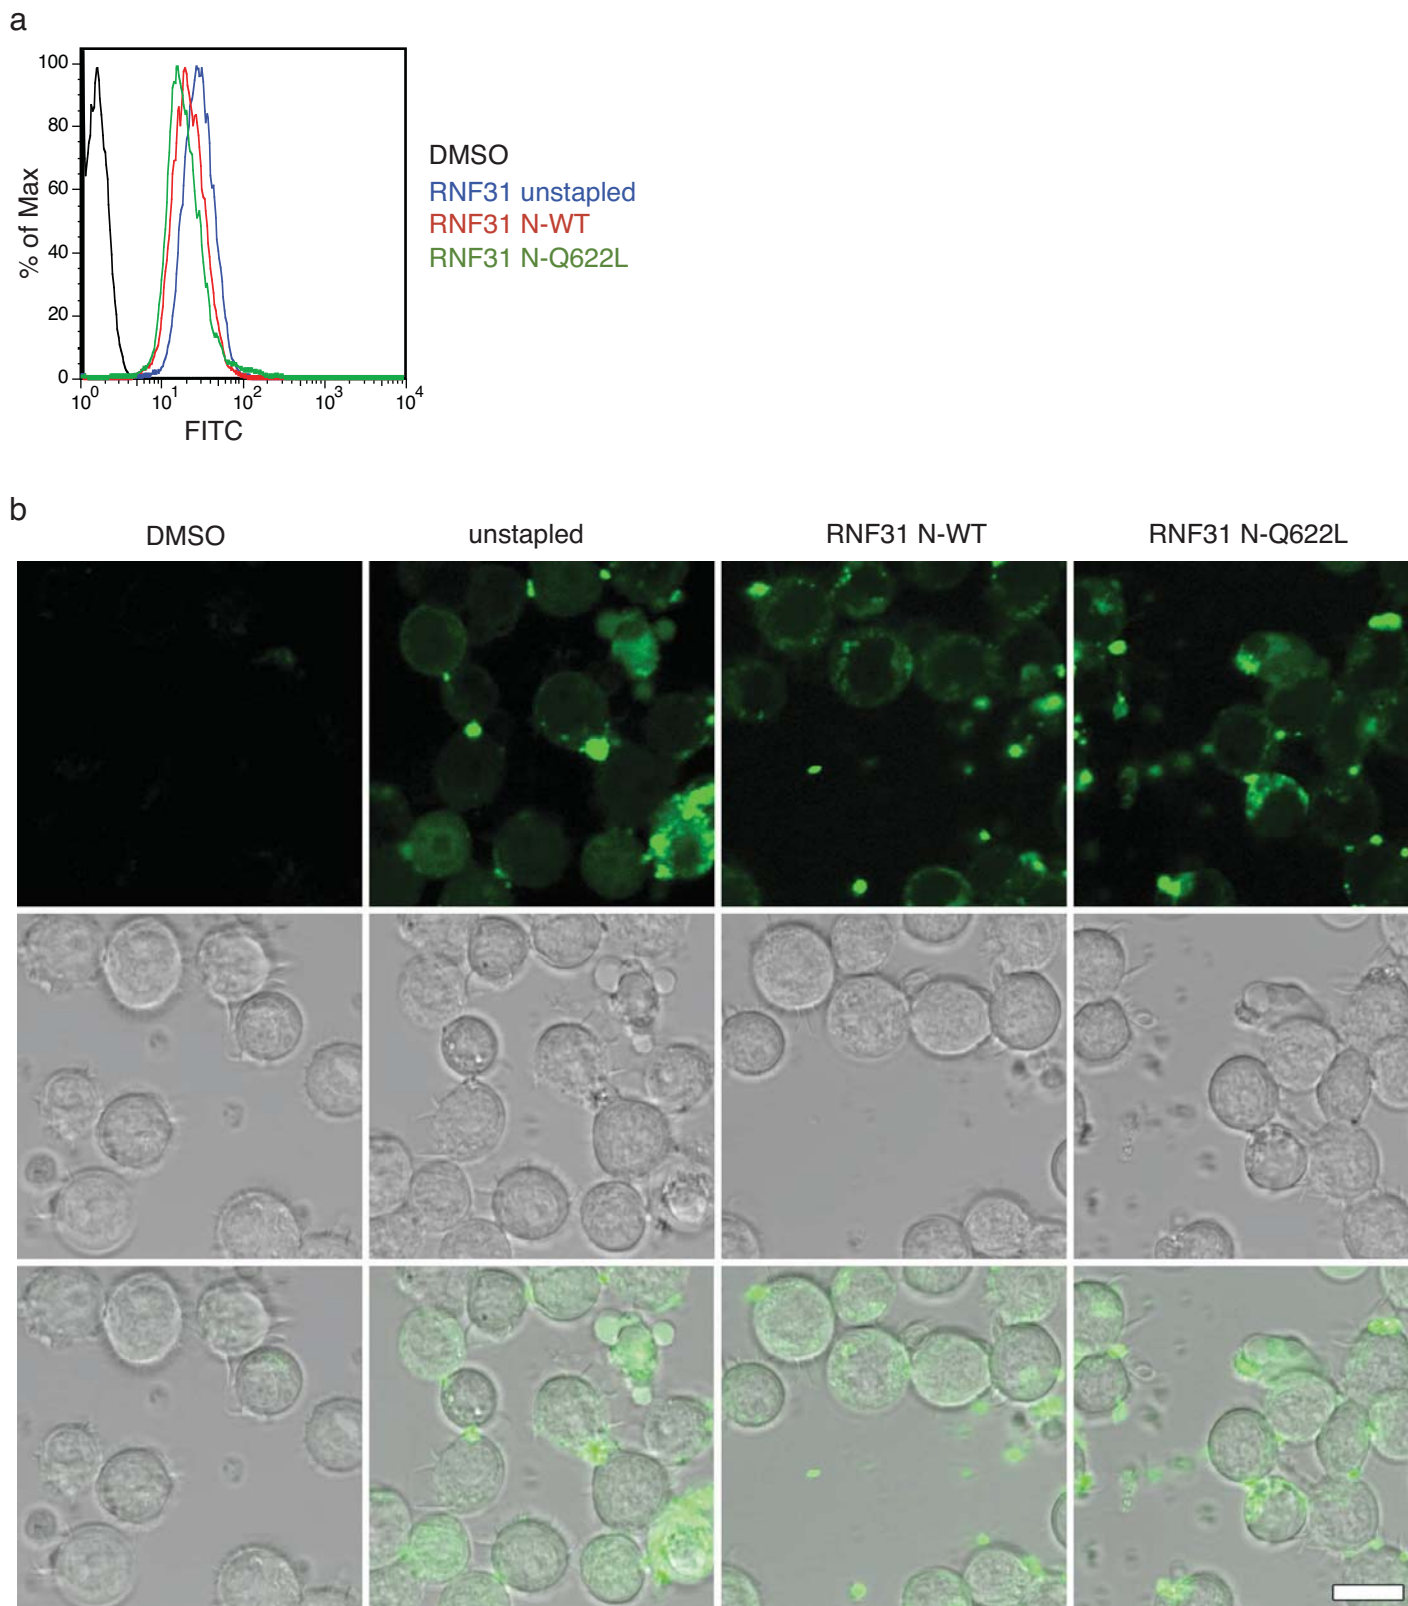 a
100
80
60
40
20
0
% of Max
10^0 10^1 10^2 10^3 10^4
FITC
DMSO
RNF31 unstapled
RNF31 N-WT
RNF31 N-Q622L
b
DMSO unstapled RNF31 N-WT RNF31 N-Q622L